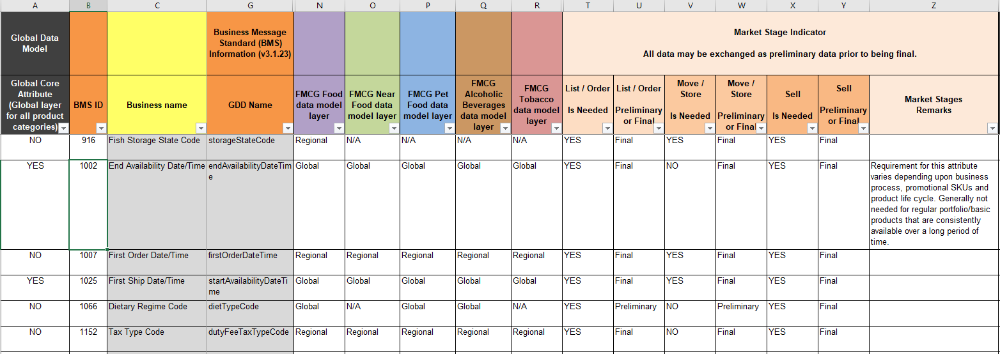 A B C G N O P Q R T U V W X Y Z
Global Data
Model
Business Message
Standard (BMS)
Information (v3.1.23)
Market Stage Indicator
All data may be exchanged as preliminary data prior to being final.
Global Core
Attribute
(Global layer
for all product
categories)
BMS ID
Business name
GDD Name
FMCG Food
data model
layer
FMCG Near
Food data
model layer
FMCG Pet
Food data
model layer
FMCG
Alcoholic
Beverages
data model
layer
FMCG
Tobacco
data model
layer
List / Order
Is Needed
List / Order
Preliminary
or Final
Move /
Store
Is Needed
Move /
Store
Preliminary
or Final
Sell
Is Needed
Sell
Preliminary
or Final
Market Stages
Remarks
NO 916 Fish Storage State Code storageStateCode Regional N/A N/A N/A N/A YES Final YES Final YES Final
YES 1002 End Availability Date/Time endAvailabilityDateTim Global Global Global Global Global YES Final NO Final YES Final Requirement for this attribute
e varies depending upon business
process, promotional SKUs and
product life cycle. Generally not
needed for regular portfolio/basic
products that are consistently
available over a long period of
time.
NO 1007 First Order Date/Time firstOrderDateTime Regional Regional Regional Regional Regional YES Final YES Final YES Final
YES 1025 First Ship Date/Time startAvailabilityDateTi Global Global Global Global Global YES Final YES Final YES Final
me
NO 1066 Dietary Regime Code dietTypeCode Global N/A Global Global N/A YES Preliminary NO Preliminary YES Final
NO 1152 Tax Type Code dutyFeeTaxTypeCode Regional Regional Regional Regional Regional YES Final NO Final YES Final